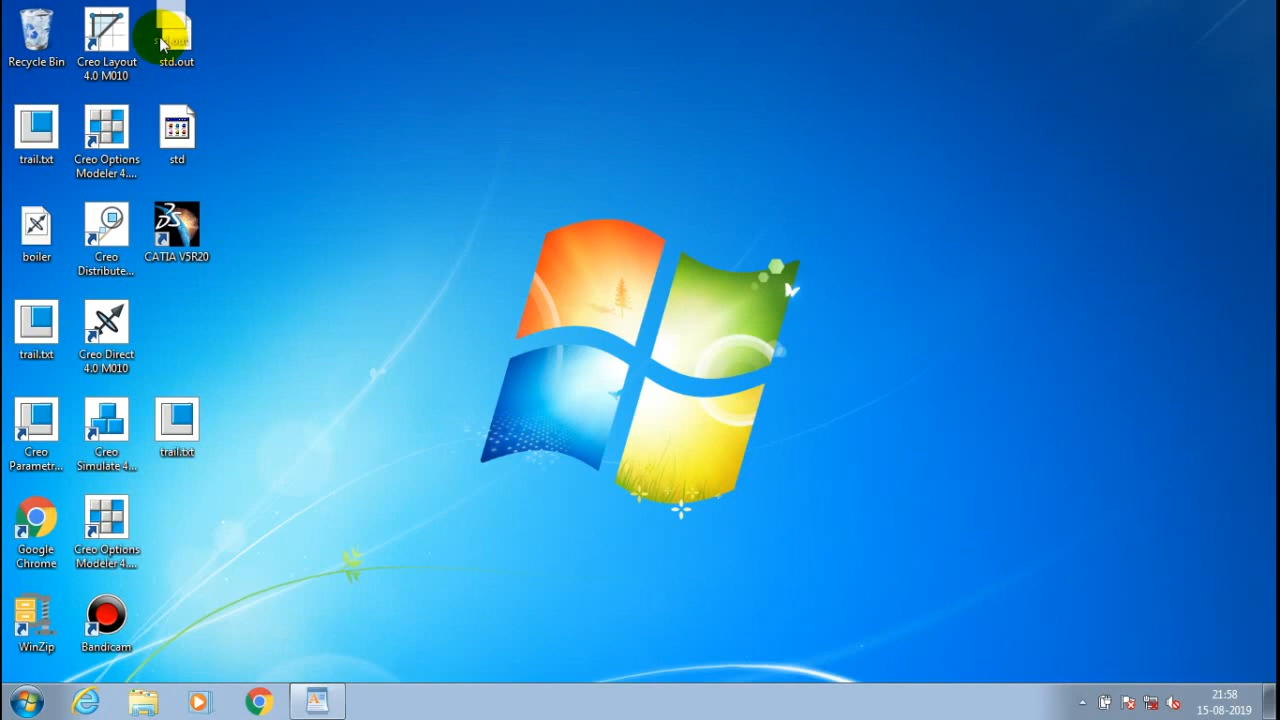 Recycle Bin
Creo Layout
4.0 M010
std.out
trail.txt
Creo Options
Modeler 4....
std
boiler
Creo
Distribute...
CATIA V5R20
trail.txt
Creo Direct
4.0 M010
Creo
Parametr...
Creo
Simulate 4...
trail.txt
Google
Chrome
Creo Options
Modeler 4....
WinZip
Bandicam
21:58
15-08-2019